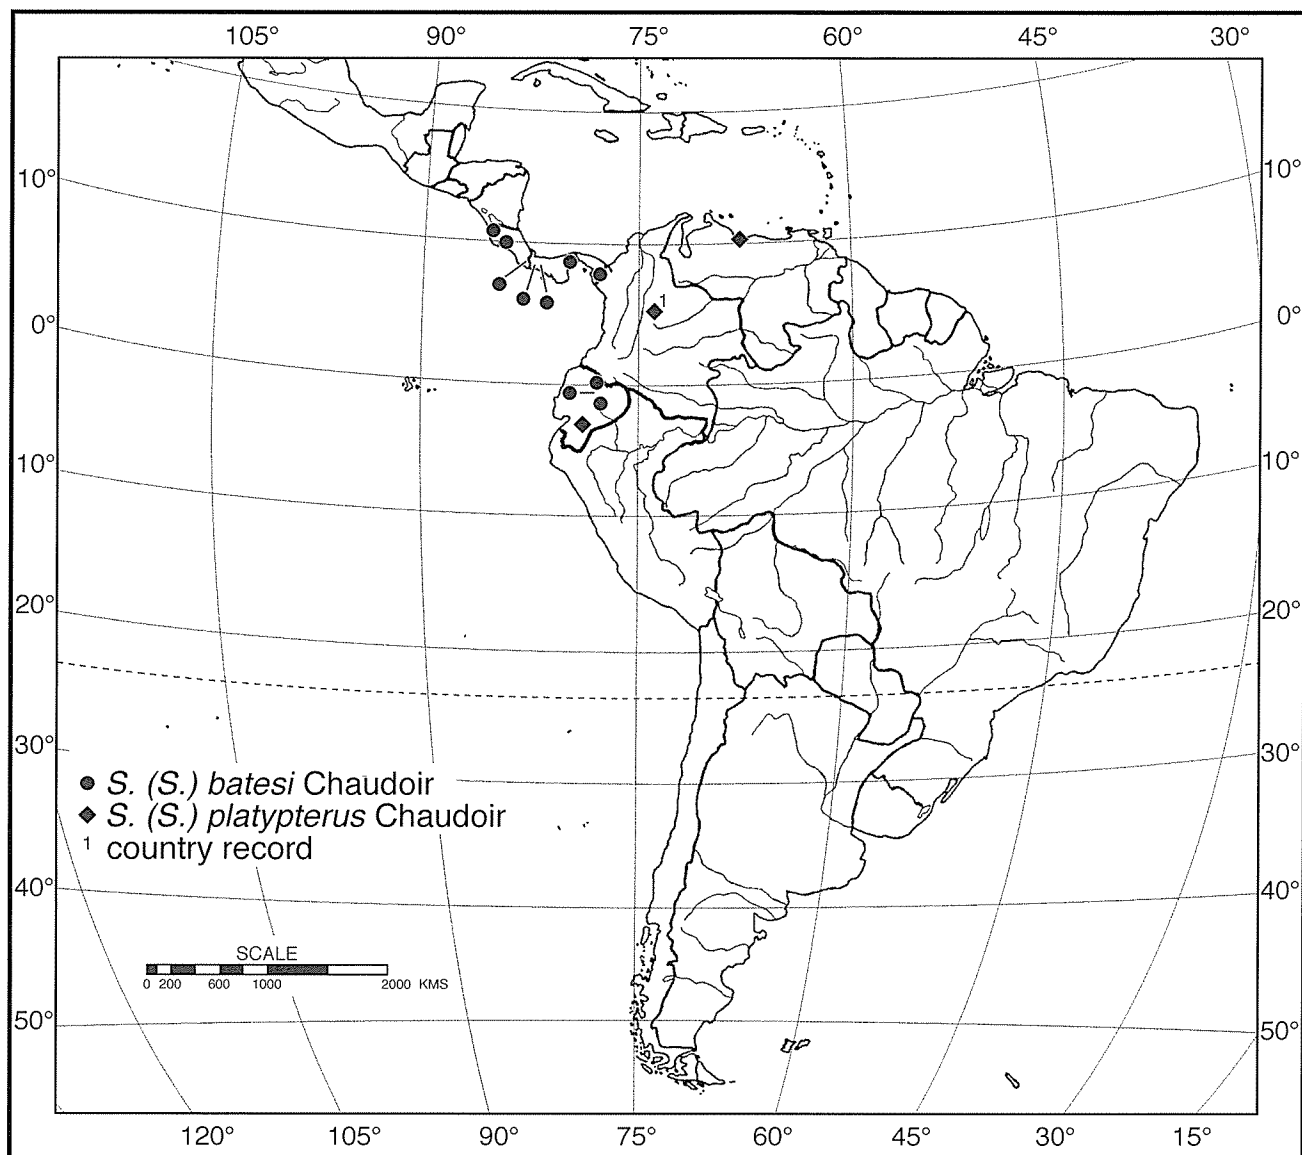 105° 90° 75° 60° 45° 30°
10° 10°
1
0° 0°
10° 10°
20° 20°
30° 30°
S. (S.) batesi Chaudoir
S. (S.) platypterus Chaudoir
1 country record
40° 40°
SCALE
0 200 600 1000 2000 KMS
50° 50°
120° 105° 90° 75° 60° 45° 30° 15°